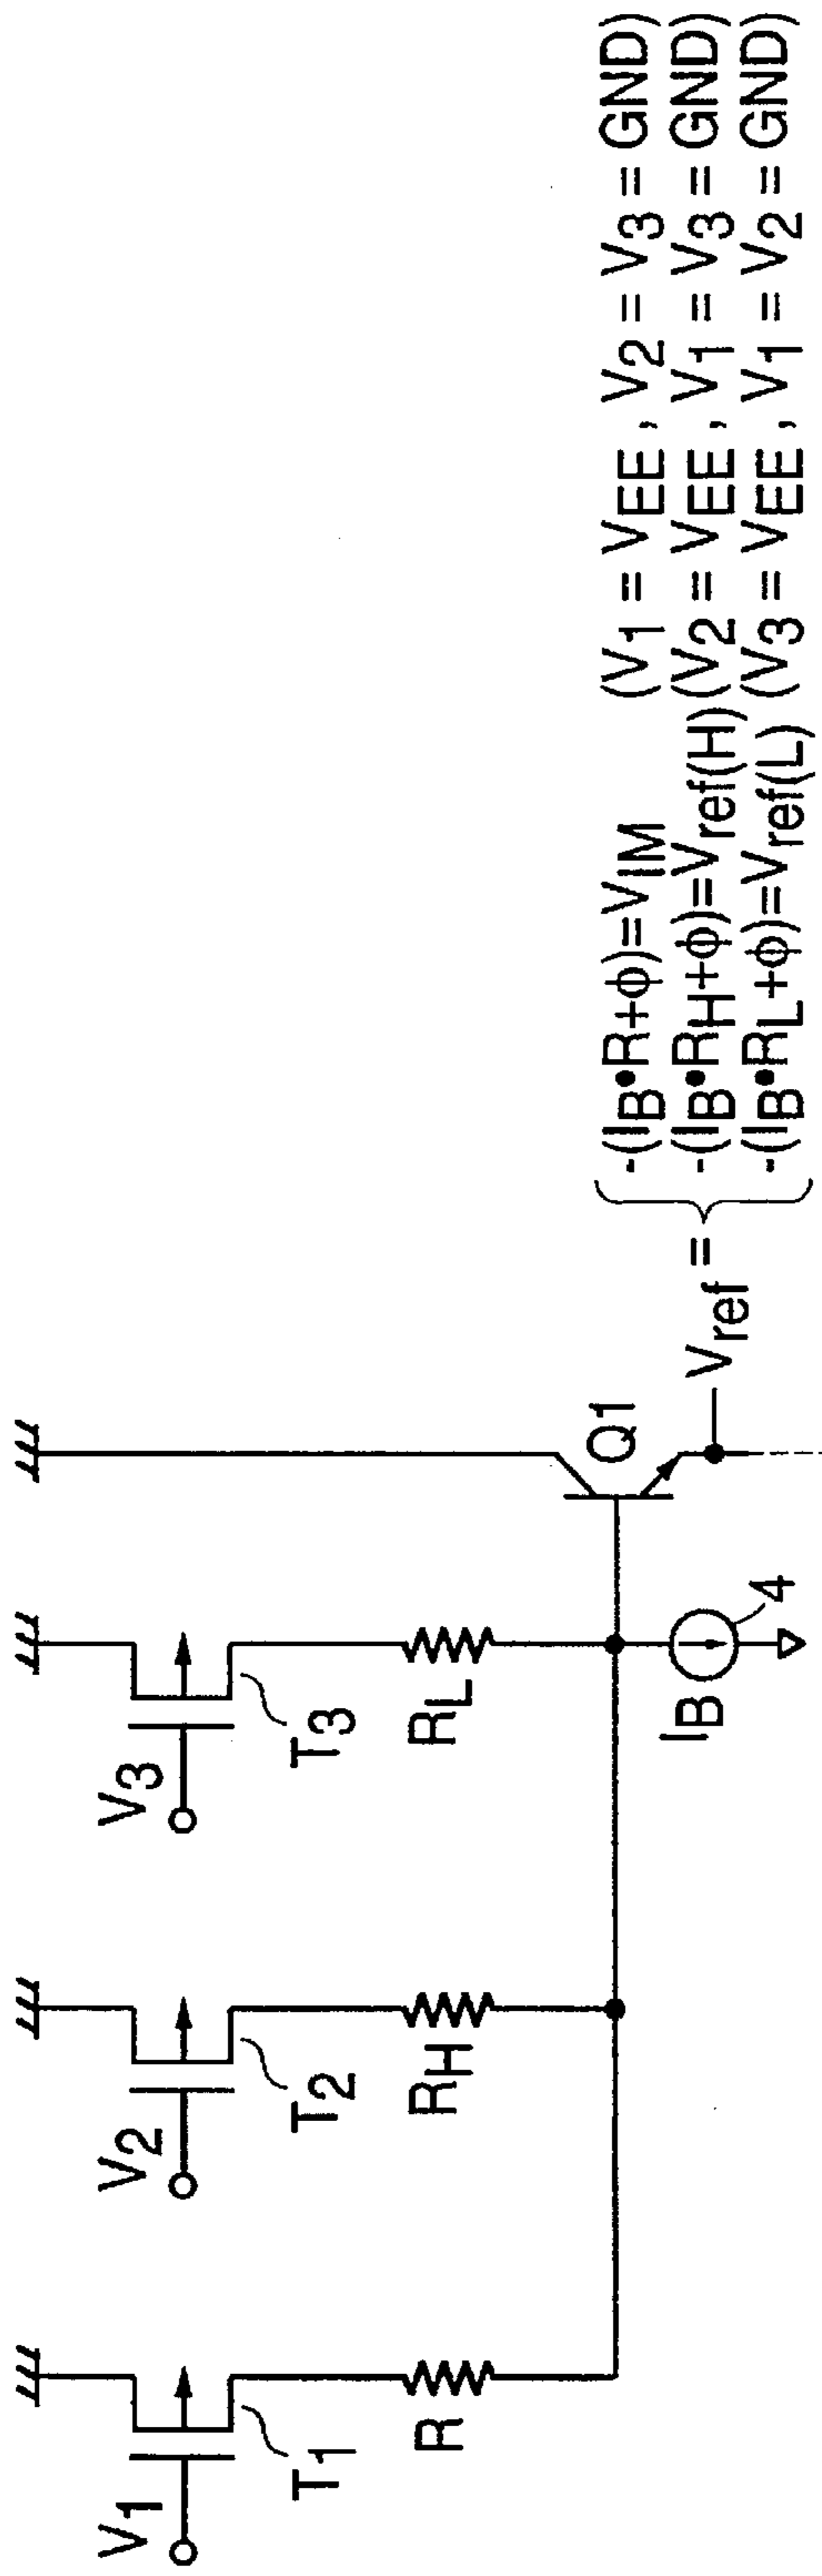 V1
T1
R
V2
T2
RH
V3
T3
RL
IB
4
Q1
Vref =
-(IB•R+ϕ)=VIM (V1 = VEE, V2 = V3 = GND)
-(IB•RH+ϕ)=Vref(H) (V2 = VEE, V1 = V3 = GND)
-(IB•RL+ϕ)=Vref(L) (V3 = VEE, V1 = V2 = GND)